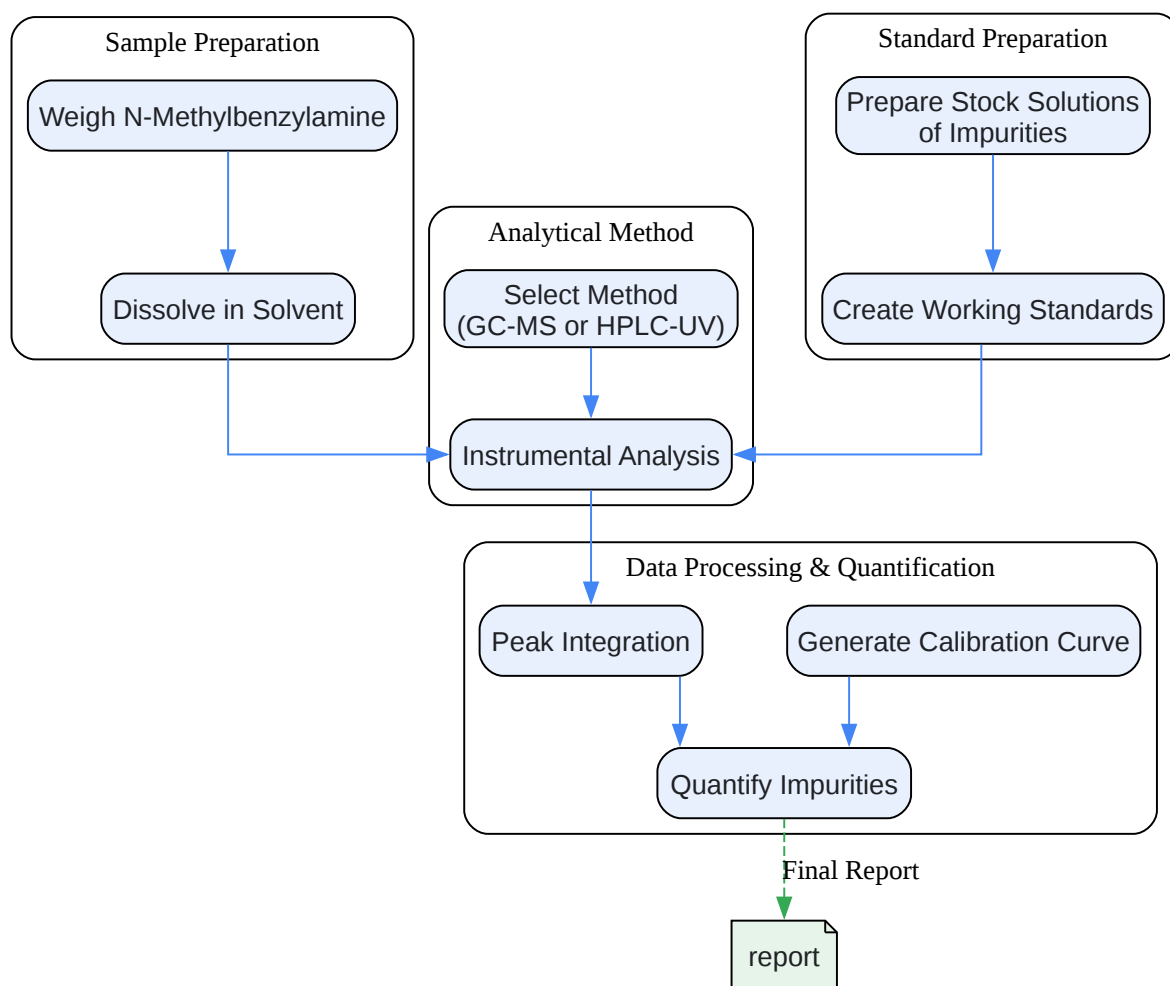 Sample Preparation
Weigh N-Methylbenzylamine
Dissolve in Solvent
Standard Preparation
Prepare Stock Solutions
of Impurities
Create Working Standards
Analytical Method
Select Method
(GC-MS or HPLC-UV)
Instrumental Analysis
Data Processing & Quantification
Peak Integration
Generate Calibration Curve
Quantify Impurities
Final Report
report